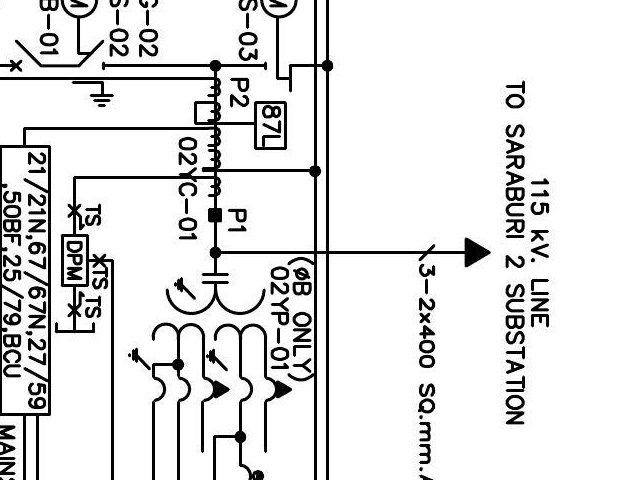 115 kV. LINE
TO SARABURI 2 SUBSTATION
3-2x400 SQ.mm.
(ØB ONLY)
02YP-01
87L
S-03
M
P2
P1
02YC-01
G-02
S-02
M
B-01
TS
TS
TS
DPM
21/21N,67/67N,27/59
,50BF,25/79,BCU
MAINS